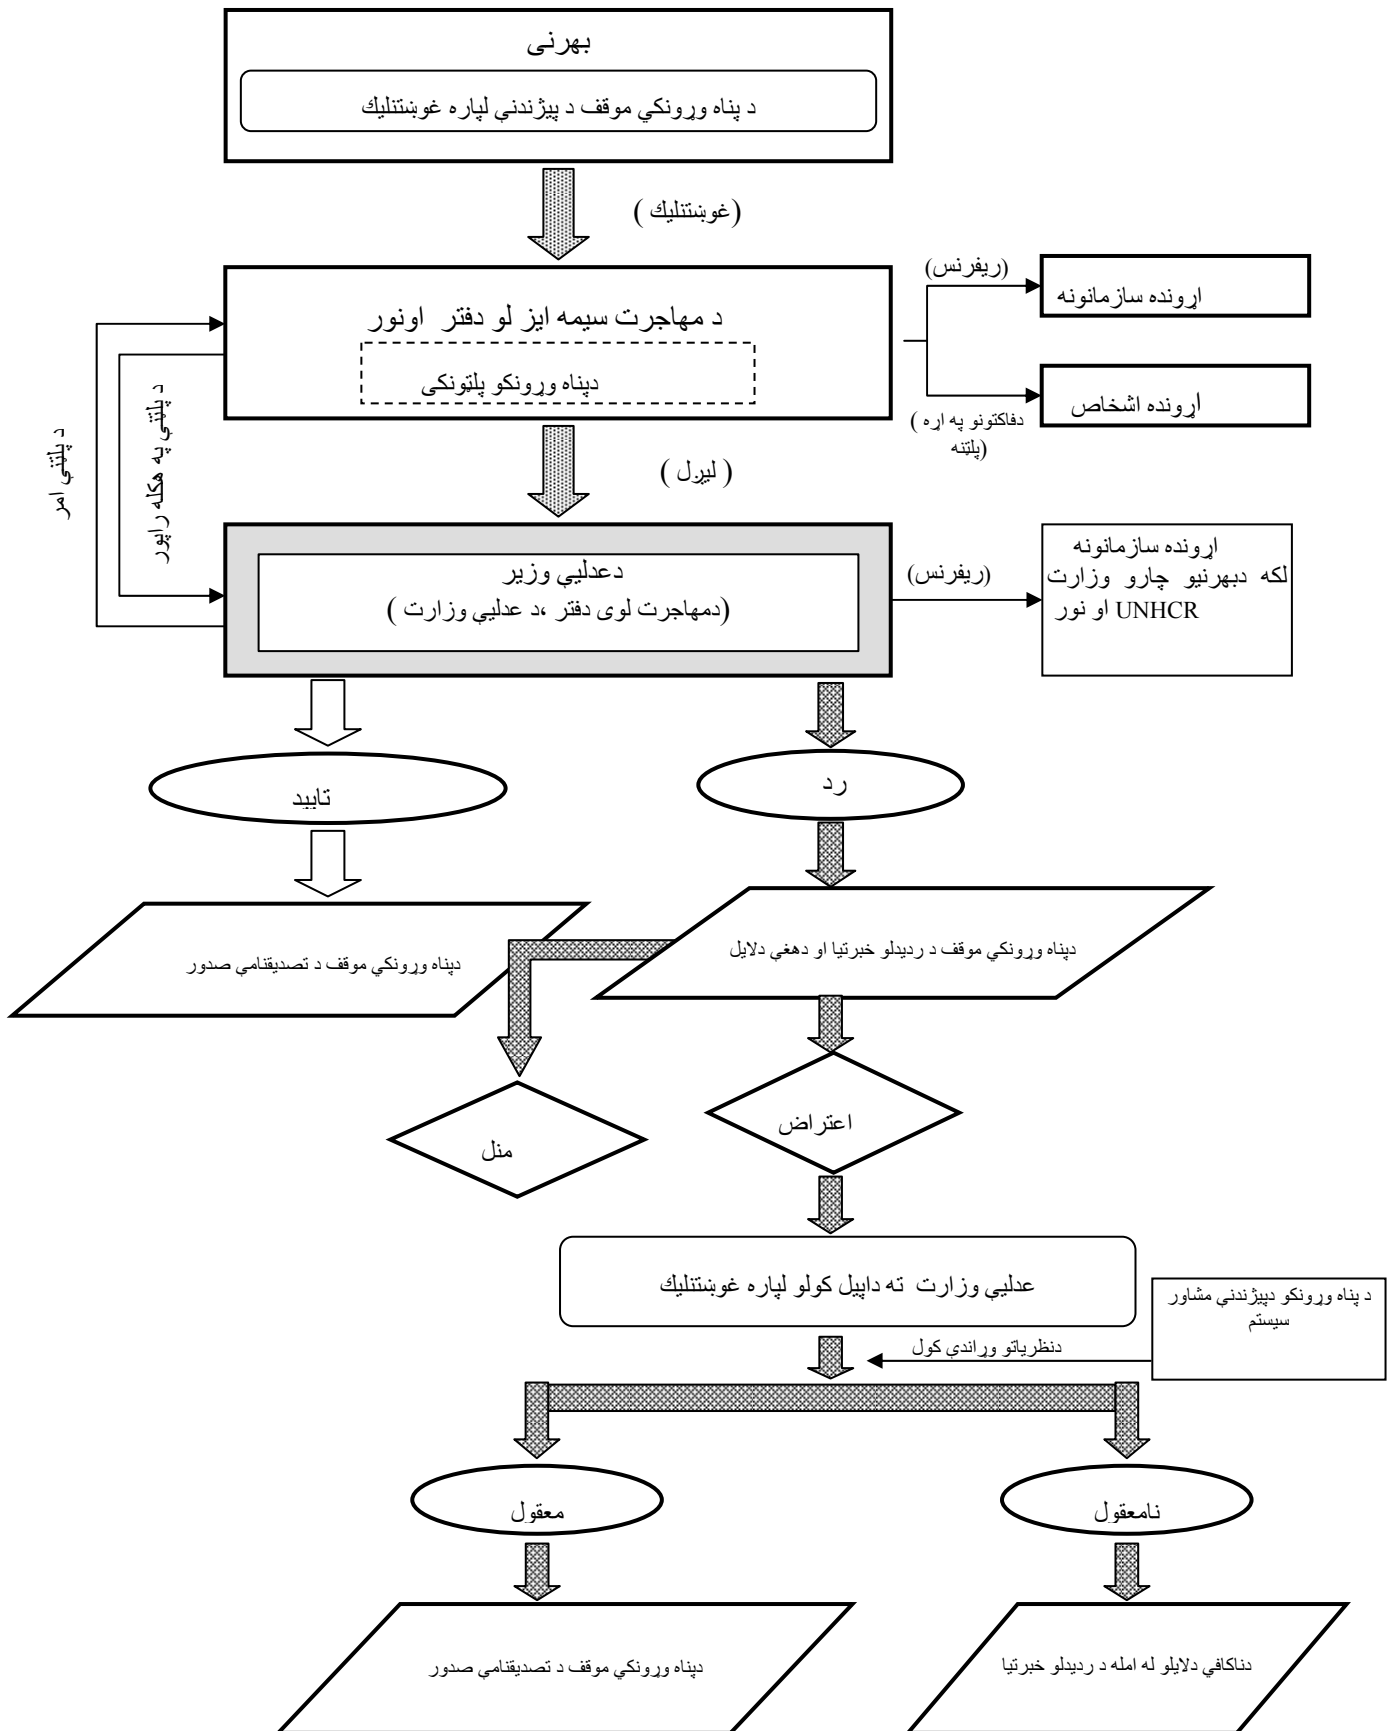 بهرنی
د پناه وړونکي موقف د پیژندنې لپاره غوښتنلیك
(غوښتنلیك )
د مهاجرت سیمه ایز لو دفتر اونور
دپناه وړونکو پلټونکی
(ریفرنس)
اړونده سازمانونه
اړونده اشخاص
دفاکتونو په اړه )
(پلټنه
د پلټنې امر
د پلټنې په هکله راپور
( لیږل )
دعدلیې وزیر
(دمهاجرت لوی دفتر ،د عدلیې وزارت )
(ریفرنس)
اړونده سازمانونه
لکه دبهرنیو چارو وزارت
UNHCR او نور
تایید
رد
دپناه وړونکي موقف د تصدیقنامې صدور
دپناه وړونکي موقف د ردیدلو خبرتیا او دهغې دلایل
منل
اعتراض
عدلیې وزارت ته داپیل کولو لپاره غوښتنلیك
د پناه وړونکو دپیژندنې مشاور
سیستم
دنظریاتو وړاندې کول
معقول
نامعقول
دپناه وړونکي موقف د تصدیقنامې صدور
دناکافي دلایلو له امله د ردیدلو خبرتیا